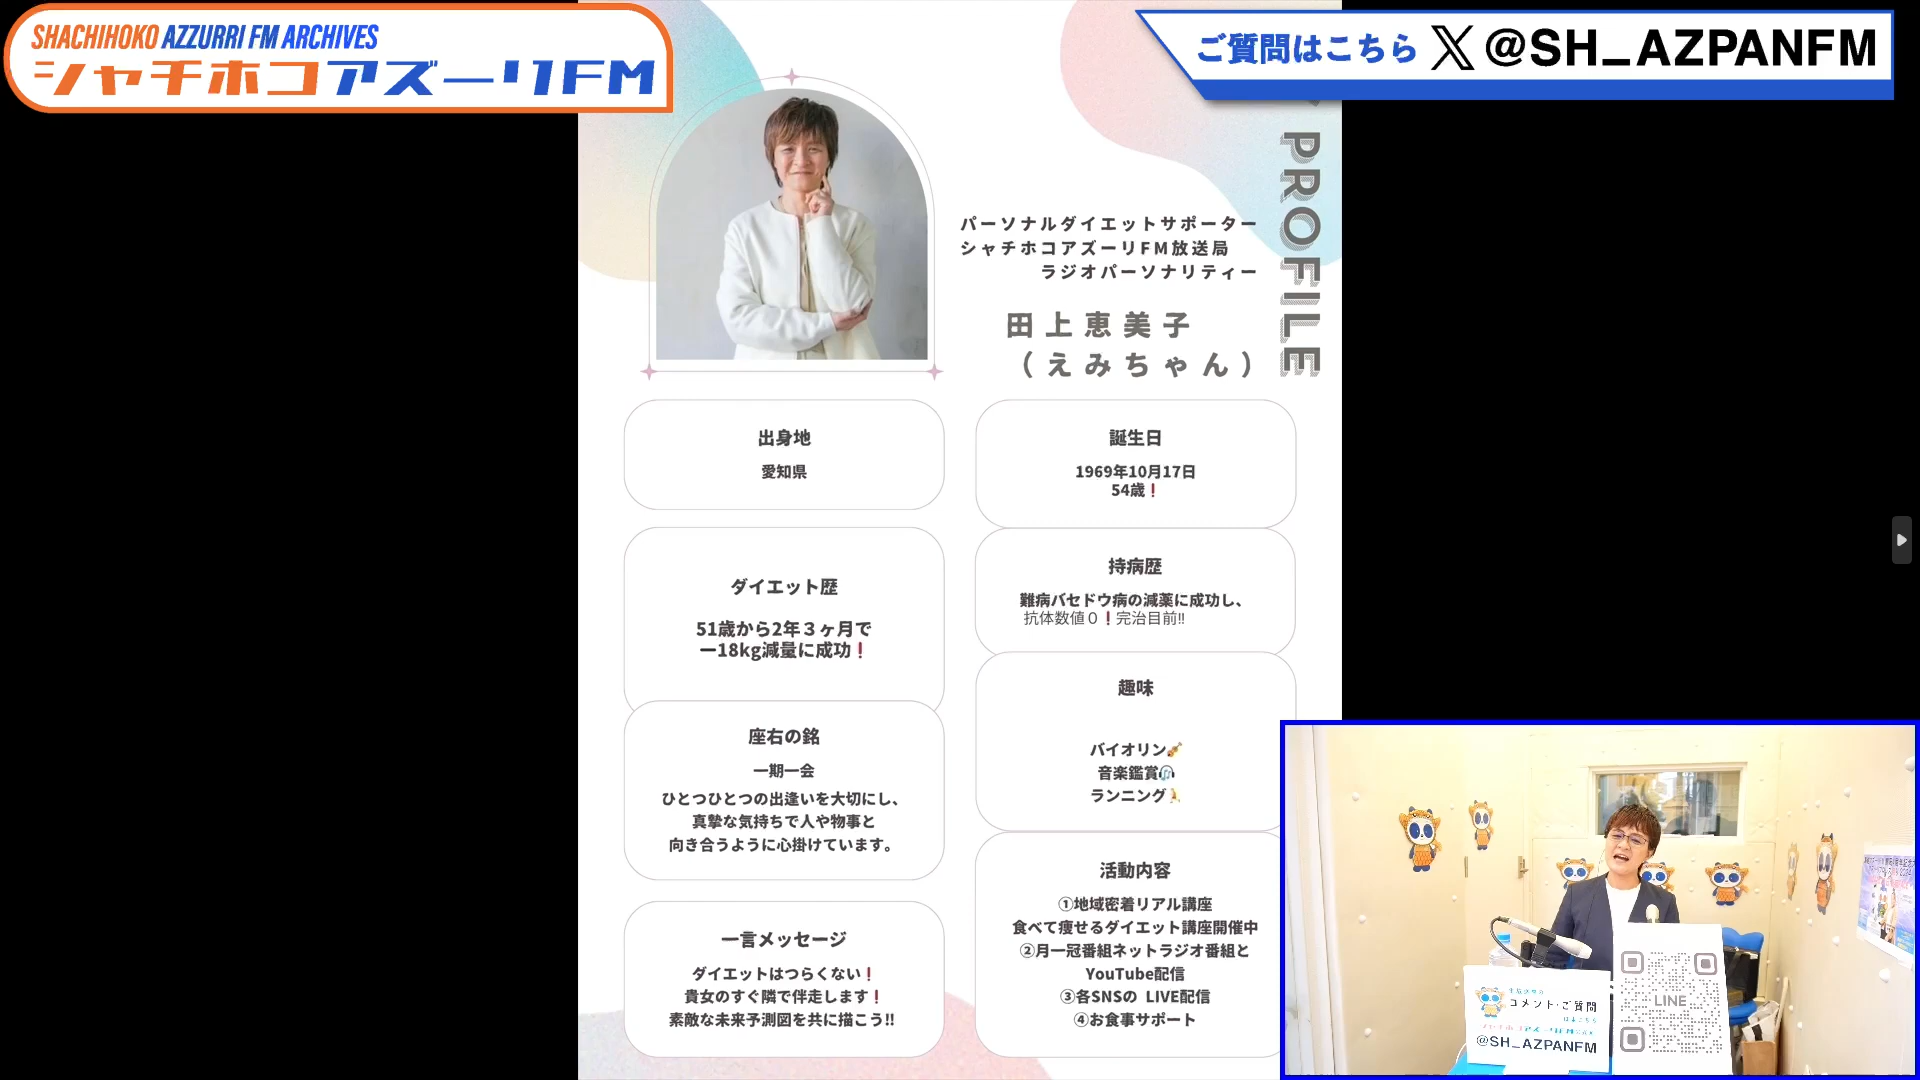 SHACHIHOKO AZZURRI FM ARCHIVES
シャチホコアズーリFM
ご質問はこちら X @SH_AZPANFM
PROFILE
パーソナルダイエットサポーター
シャチホコアズーリFM放送局
ラジオパーソナリティー
田上恵美子
(えみちゃん)
出身地
愛知県
誕生日
1969年10月17日
54歳❗
ダイエット歴
51歳から2年3ヶ月で
ー18kg減量に成功❗
持病歴
難病バセドウ病の減薬に成功し、
抗体数値０❗完治目前‼
座右の銘
一期一会
ひとつひとつの出逢いを大切にし、
真摯な気持ちで人や物事と
向き合うように心掛けています。
趣味
バイオリン🎻
音楽鑑賞🎧
ランニング🏃
一言メッセージ
ダイエットはつらくない❗
貴女のすぐ隣で伴走します❗
素敵な未来予測図を共に描こう‼
活動内容
①地域密着リアル講座
食べて痩せるダイエット講座開催中
②月一冠番組ネットラジオ番組と
YouTube配信
③各SNSの LIVE配信
④お食事サポート
コメント・ご質問
はこちら
シャチホコアズーリFM
@SH_AZPANFM
LINE